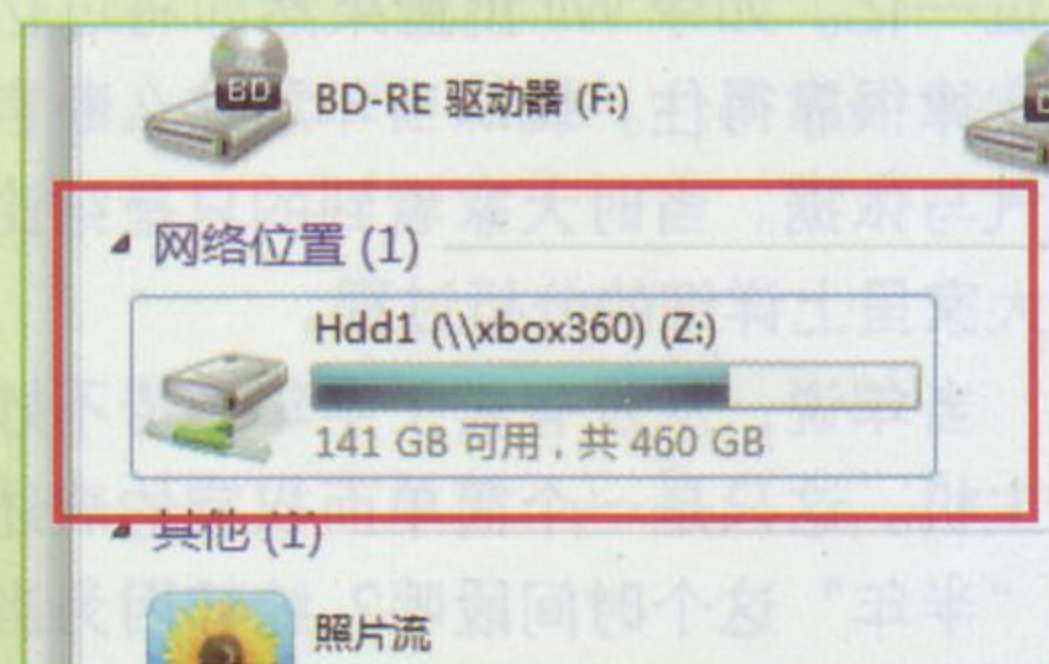 BD
BD-RE 驱动器 (F:)
网络位置 (1)
Hdd1 (\\xbox360) (Z:)
141 GB 可用 , 共 460 GB
其他 (1)
照片流